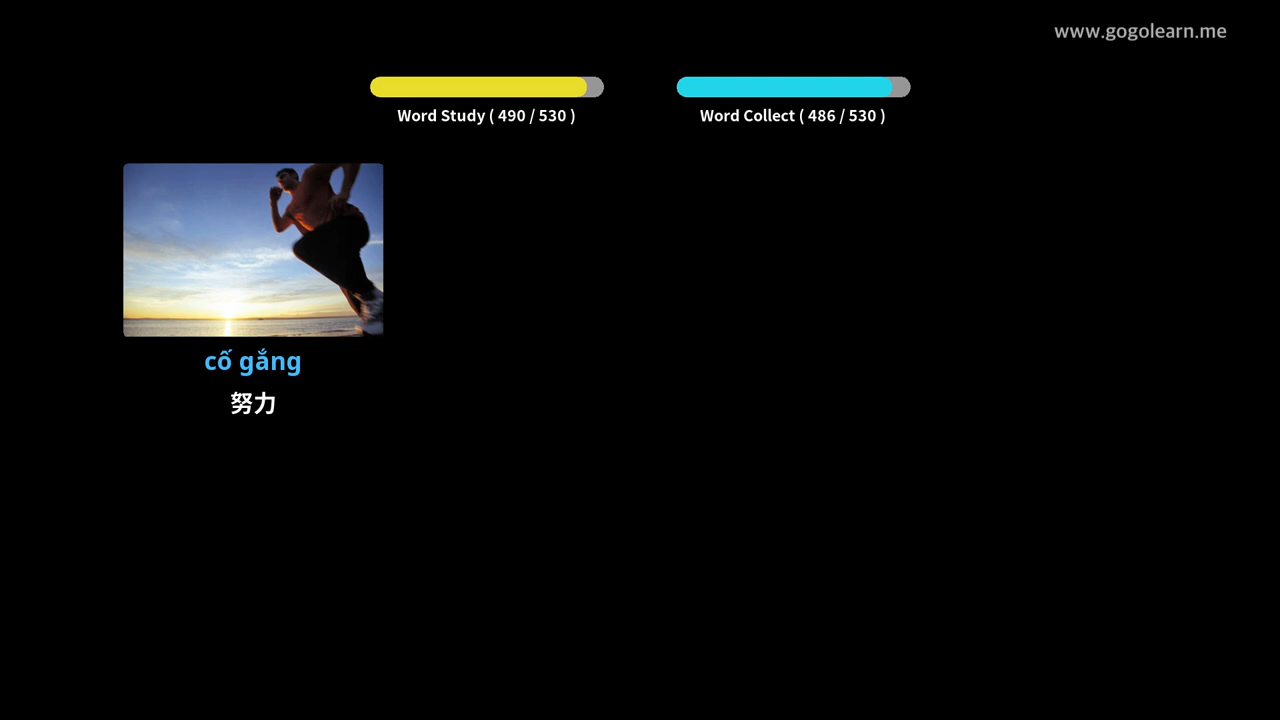 www.gogolearn.me
Word Study ( 490 / 530 )
Word Collect ( 486 / 530 )
cố gắng
努力